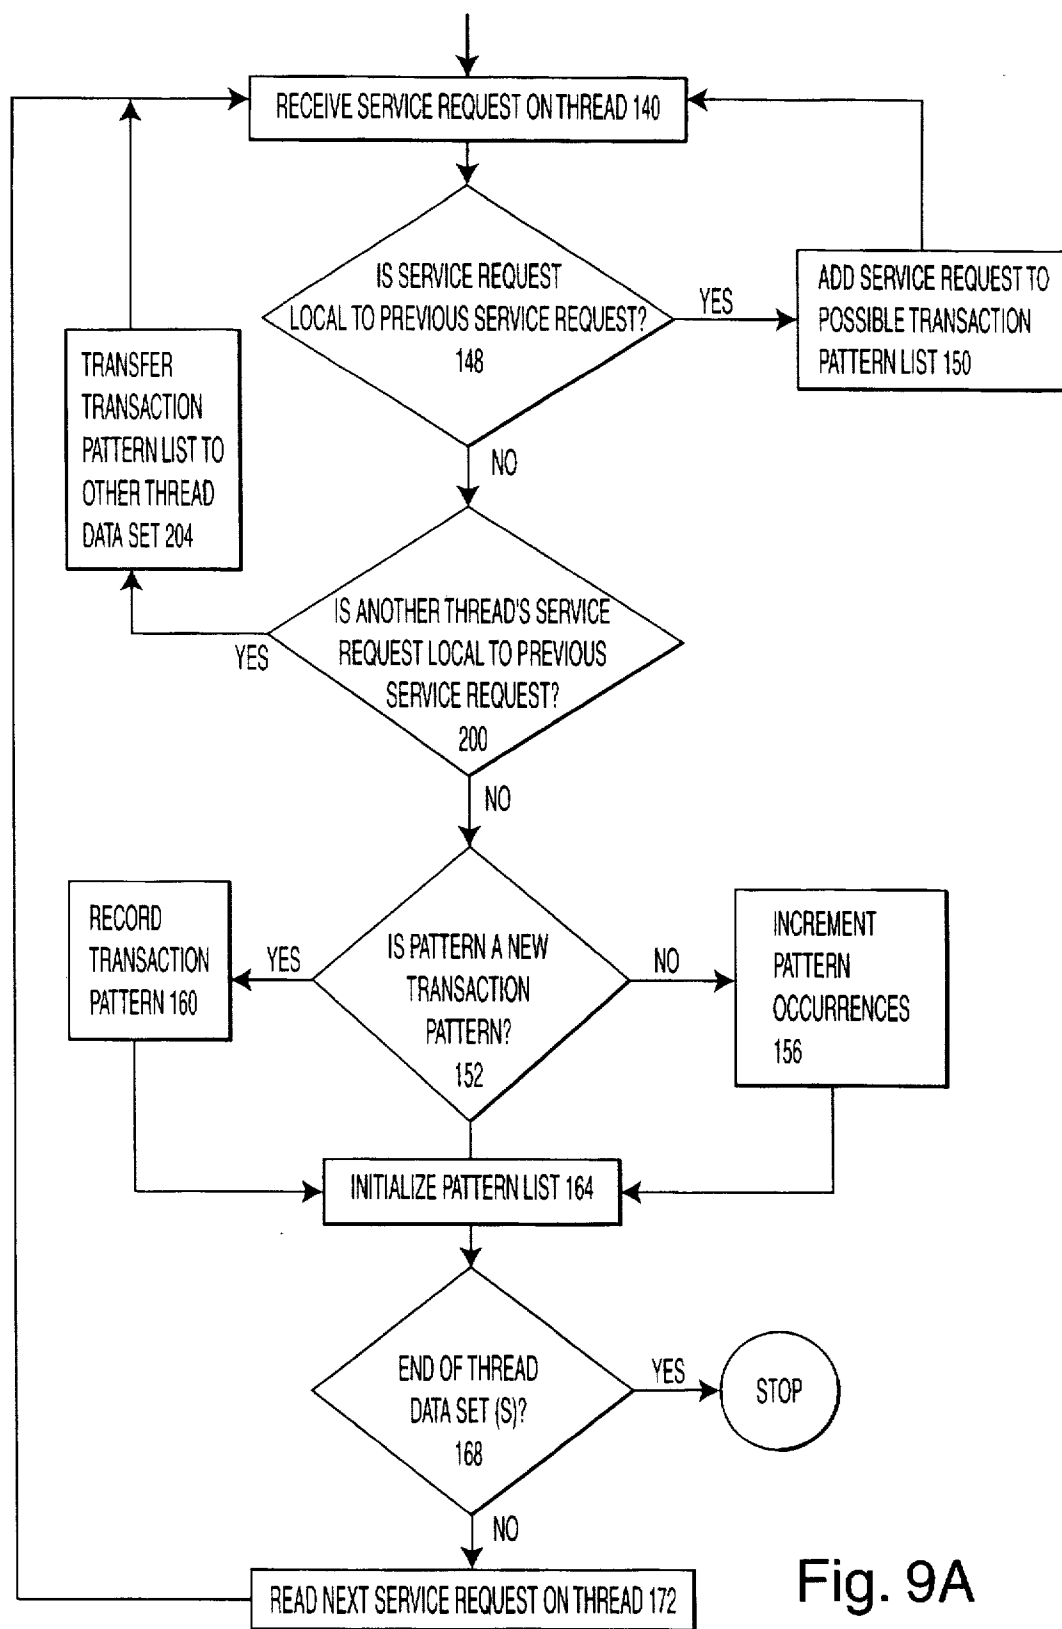 RECEIVE SERVICE REQUEST ON THREAD 140
IS SERVICE REQUEST
LOCAL TO PREVIOUS SERVICE REQUEST?
148
YES
ADD SERVICE REQUEST TO
POSSIBLE TRANSACTION
PATTERN LIST 150
NO
TRANSFER
TRANSACTION
PATTERN LIST TO
OTHER THREAD
DATA SET 204
IS ANOTHER THREAD'S SERVICE
REQUEST LOCAL TO PREVIOUS
SERVICE REQUEST?
200
YES
NO
IS PATTERN A NEW
TRANSACTION
PATTERN?
152
YES
RECORD
TRANSACTION
PATTERN 160
NO
INCREMENT
PATTERN
OCCURRENCES
156
INITIALIZE PATTERN LIST 164
END OF THREAD
DATA SET (S)?
168
YES
STOP
NO
READ NEXT SERVICE REQUEST ON THREAD 172
Fig. 9A